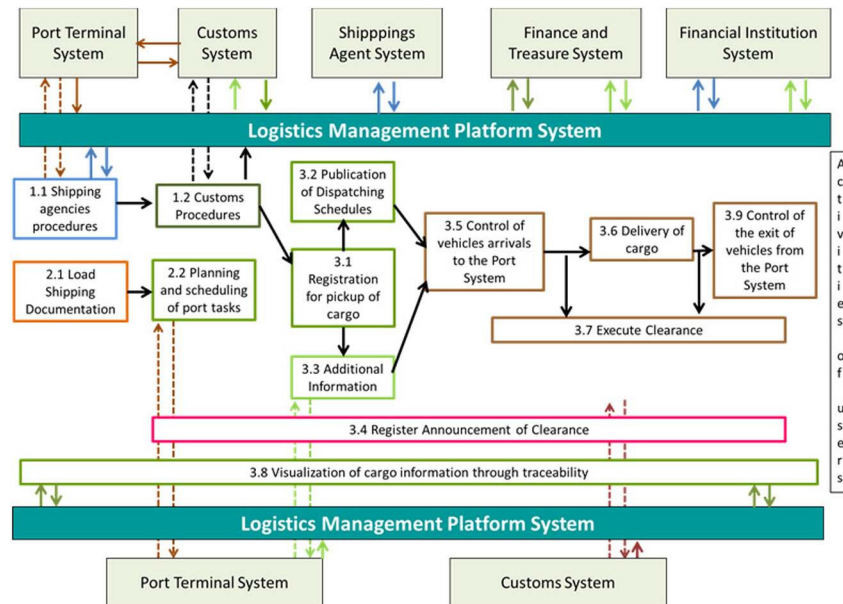 Port Terminal
System
Customs
System
Shipppings
Agent System
Finance and
Treasure System
Financial Institution
System
Logistics Management Platform System
1.1 Shipping
agencies
procedures
1.2 Customs
Procedures
3.2 Publication
of Dispatching
Schedules
3.5 Control of
vehicles arrivals
to the Port
System
3.6 Delivery of
cargo
3.9 Control of
the exit of
vehicles from
the Port
System
2.1 Load
Shipping
Documentation
2.2 Planning
and scheduling
of port tasks
3.1
Registration
for pickup of
cargo
3.7 Execute Clearance
3.3 Additional
Information
3.4 Register Announcement of Clearance
3.8 Visualization of cargo information through traceability
Logistics Management Platform System
Port Terminal System
Customs System
A
c
t
i
v
i
t
i
e
s
o
f
u
s
e
r
s